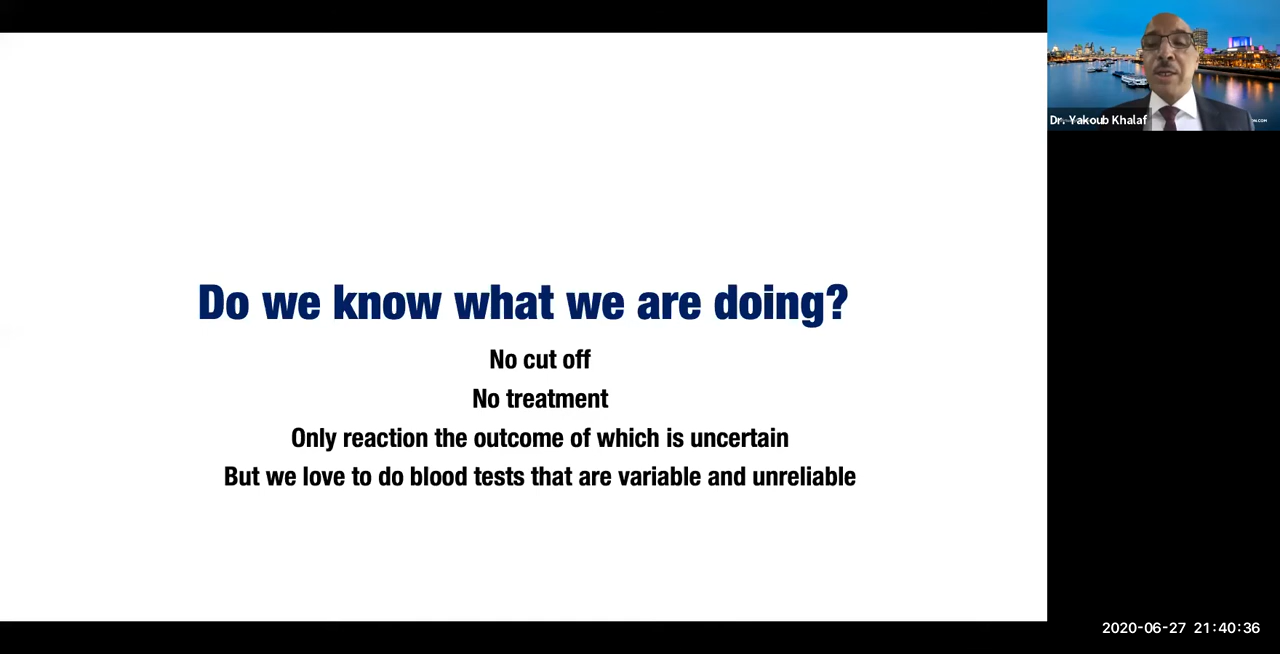 Do we know what we are doing?
No cut off
No treatment
Only reaction the outcome of which is uncertain
But we love to do blood tests that are variable and unreliable
Dr. Yakoub Khalaf
2020-06-27 21:40:36